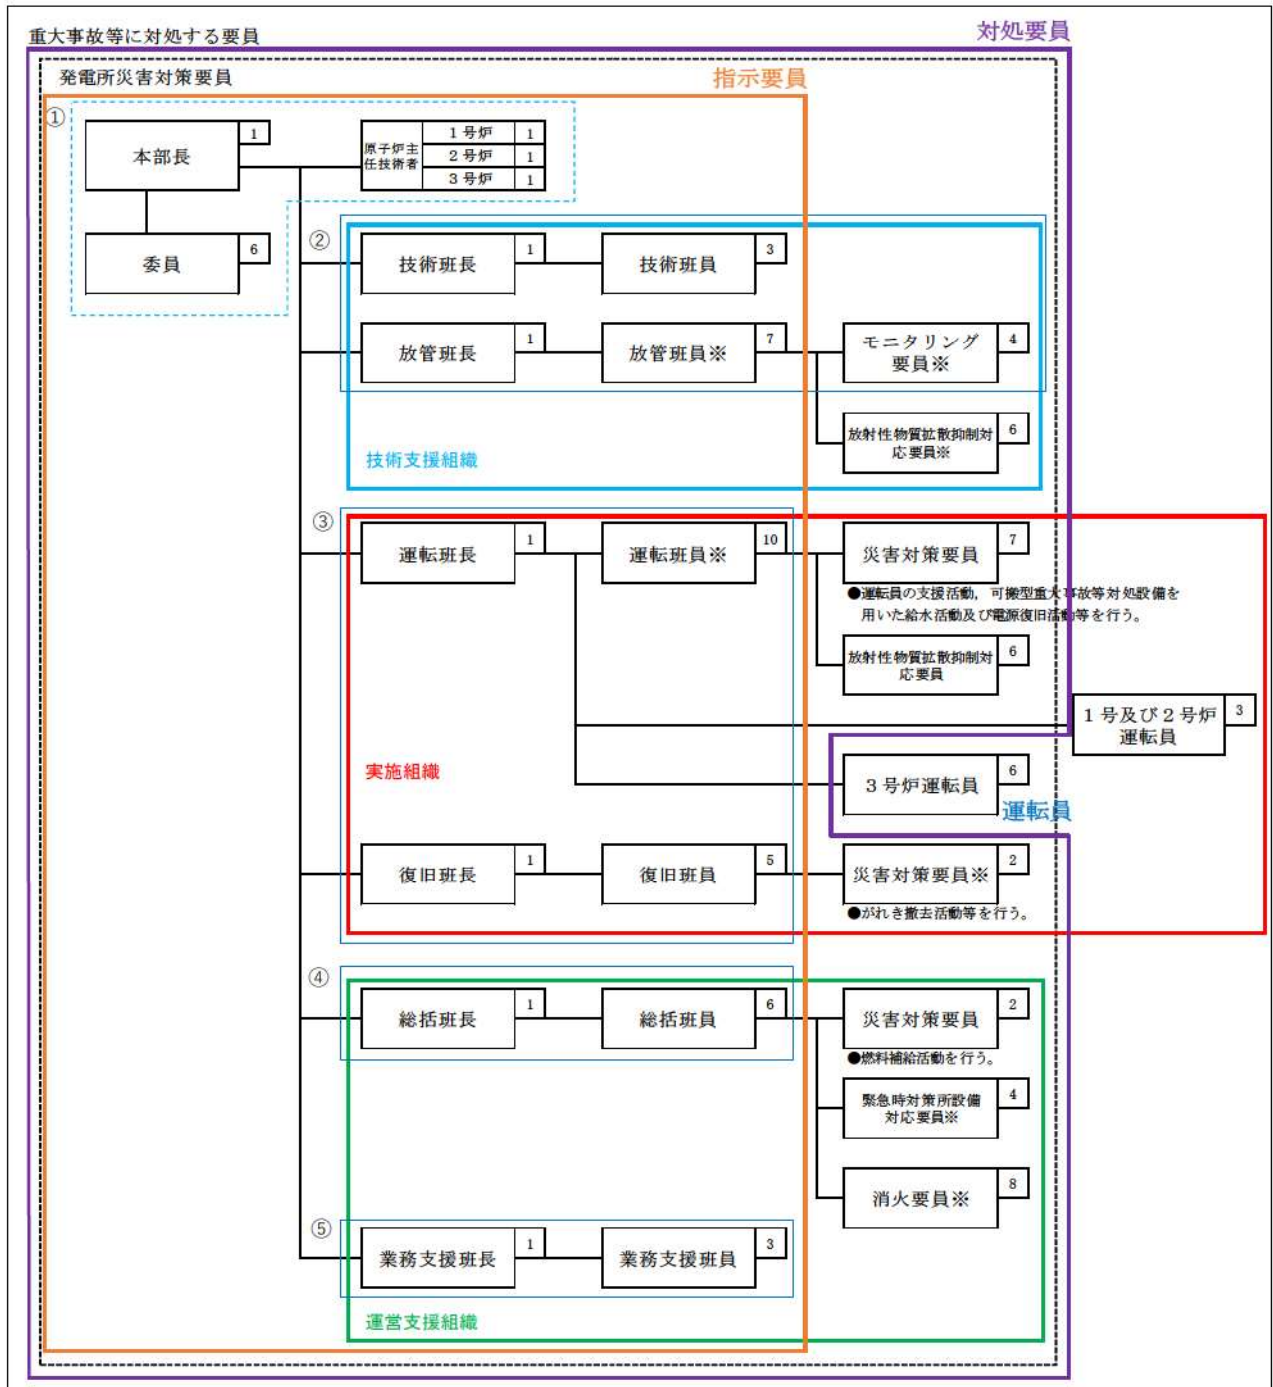 対処要員
重大事故等に対処する要員
発電所災害対策要員
指示要員
①
本部長
1
原子炉主
任技術者
1号炉
1
2号炉
1
3号炉
1
委員
6
②
技術班長
1
技術班員
3
放管班長
1
放管班員※
7
モニタリング
要員※
4
放射性物質拡散抑制対
応要員※
6
技術支援組織
③
運転班長
1
運転班員※
10
災害対策要員
7
●運転員の支援活動，可搬型重大事故等対処設備を
用いた給水活動及び電源復旧活動等を行う。
放射性物質拡散抑制対
応要員
6
1号及び2号炉
運転員
3
実施組織
3号炉運転員
6
運転員
復旧班長
1
復旧班員
5
災害対策要員※
2
●がれき撤去活動等を行う。
④
総括班長
1
総括班員
6
災害対策要員
2
●燃料補給活動を行う。
緊急時対策所設備
対応要員※
4
消火要員※
8
⑤
業務支援班長
1
業務支援班員
3
運営支援組織